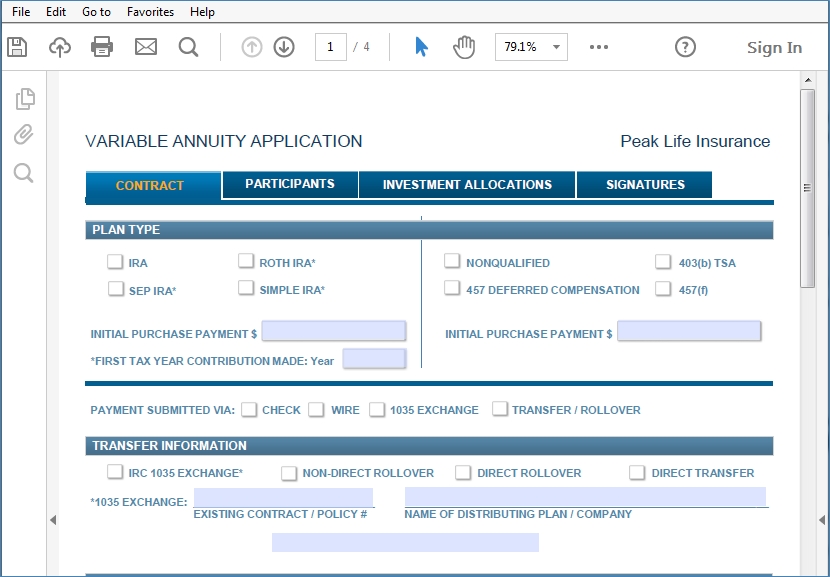 File Edit Go to Favorites Help
1 / 4 79.1% Sign In
VARIABLE ANNUITY APPLICATION Peak Life Insurance
CONTRACT PARTICIPANTS INVESTMENT ALLOCATIONS SIGNATURES
PLAN TYPE
IRA ROTH IRA* NONQUALIFIED 403(b) TSA
SEP IRA* SIMPLE IRA* 457 DEFERRED COMPENSATION 457(f)
INITIAL PURCHASE PAYMENT $ INITIAL PURCHASE PAYMENT $
*FIRST TAX YEAR CONTRIBUTION MADE: Year
PAYMENT SUBMITTED VIA: CHECK WIRE 1035 EXCHANGE TRANSFER / ROLLOVER
TRANSFER INFORMATION
IRC 1035 EXCHANGE* NON-DIRECT ROLLOVER DIRECT ROLLOVER DIRECT TRANSFER
*1035 EXCHANGE:
EXISTING CONTRACT / POLICY # NAME OF DISTRIBUTING PLAN / COMPANY